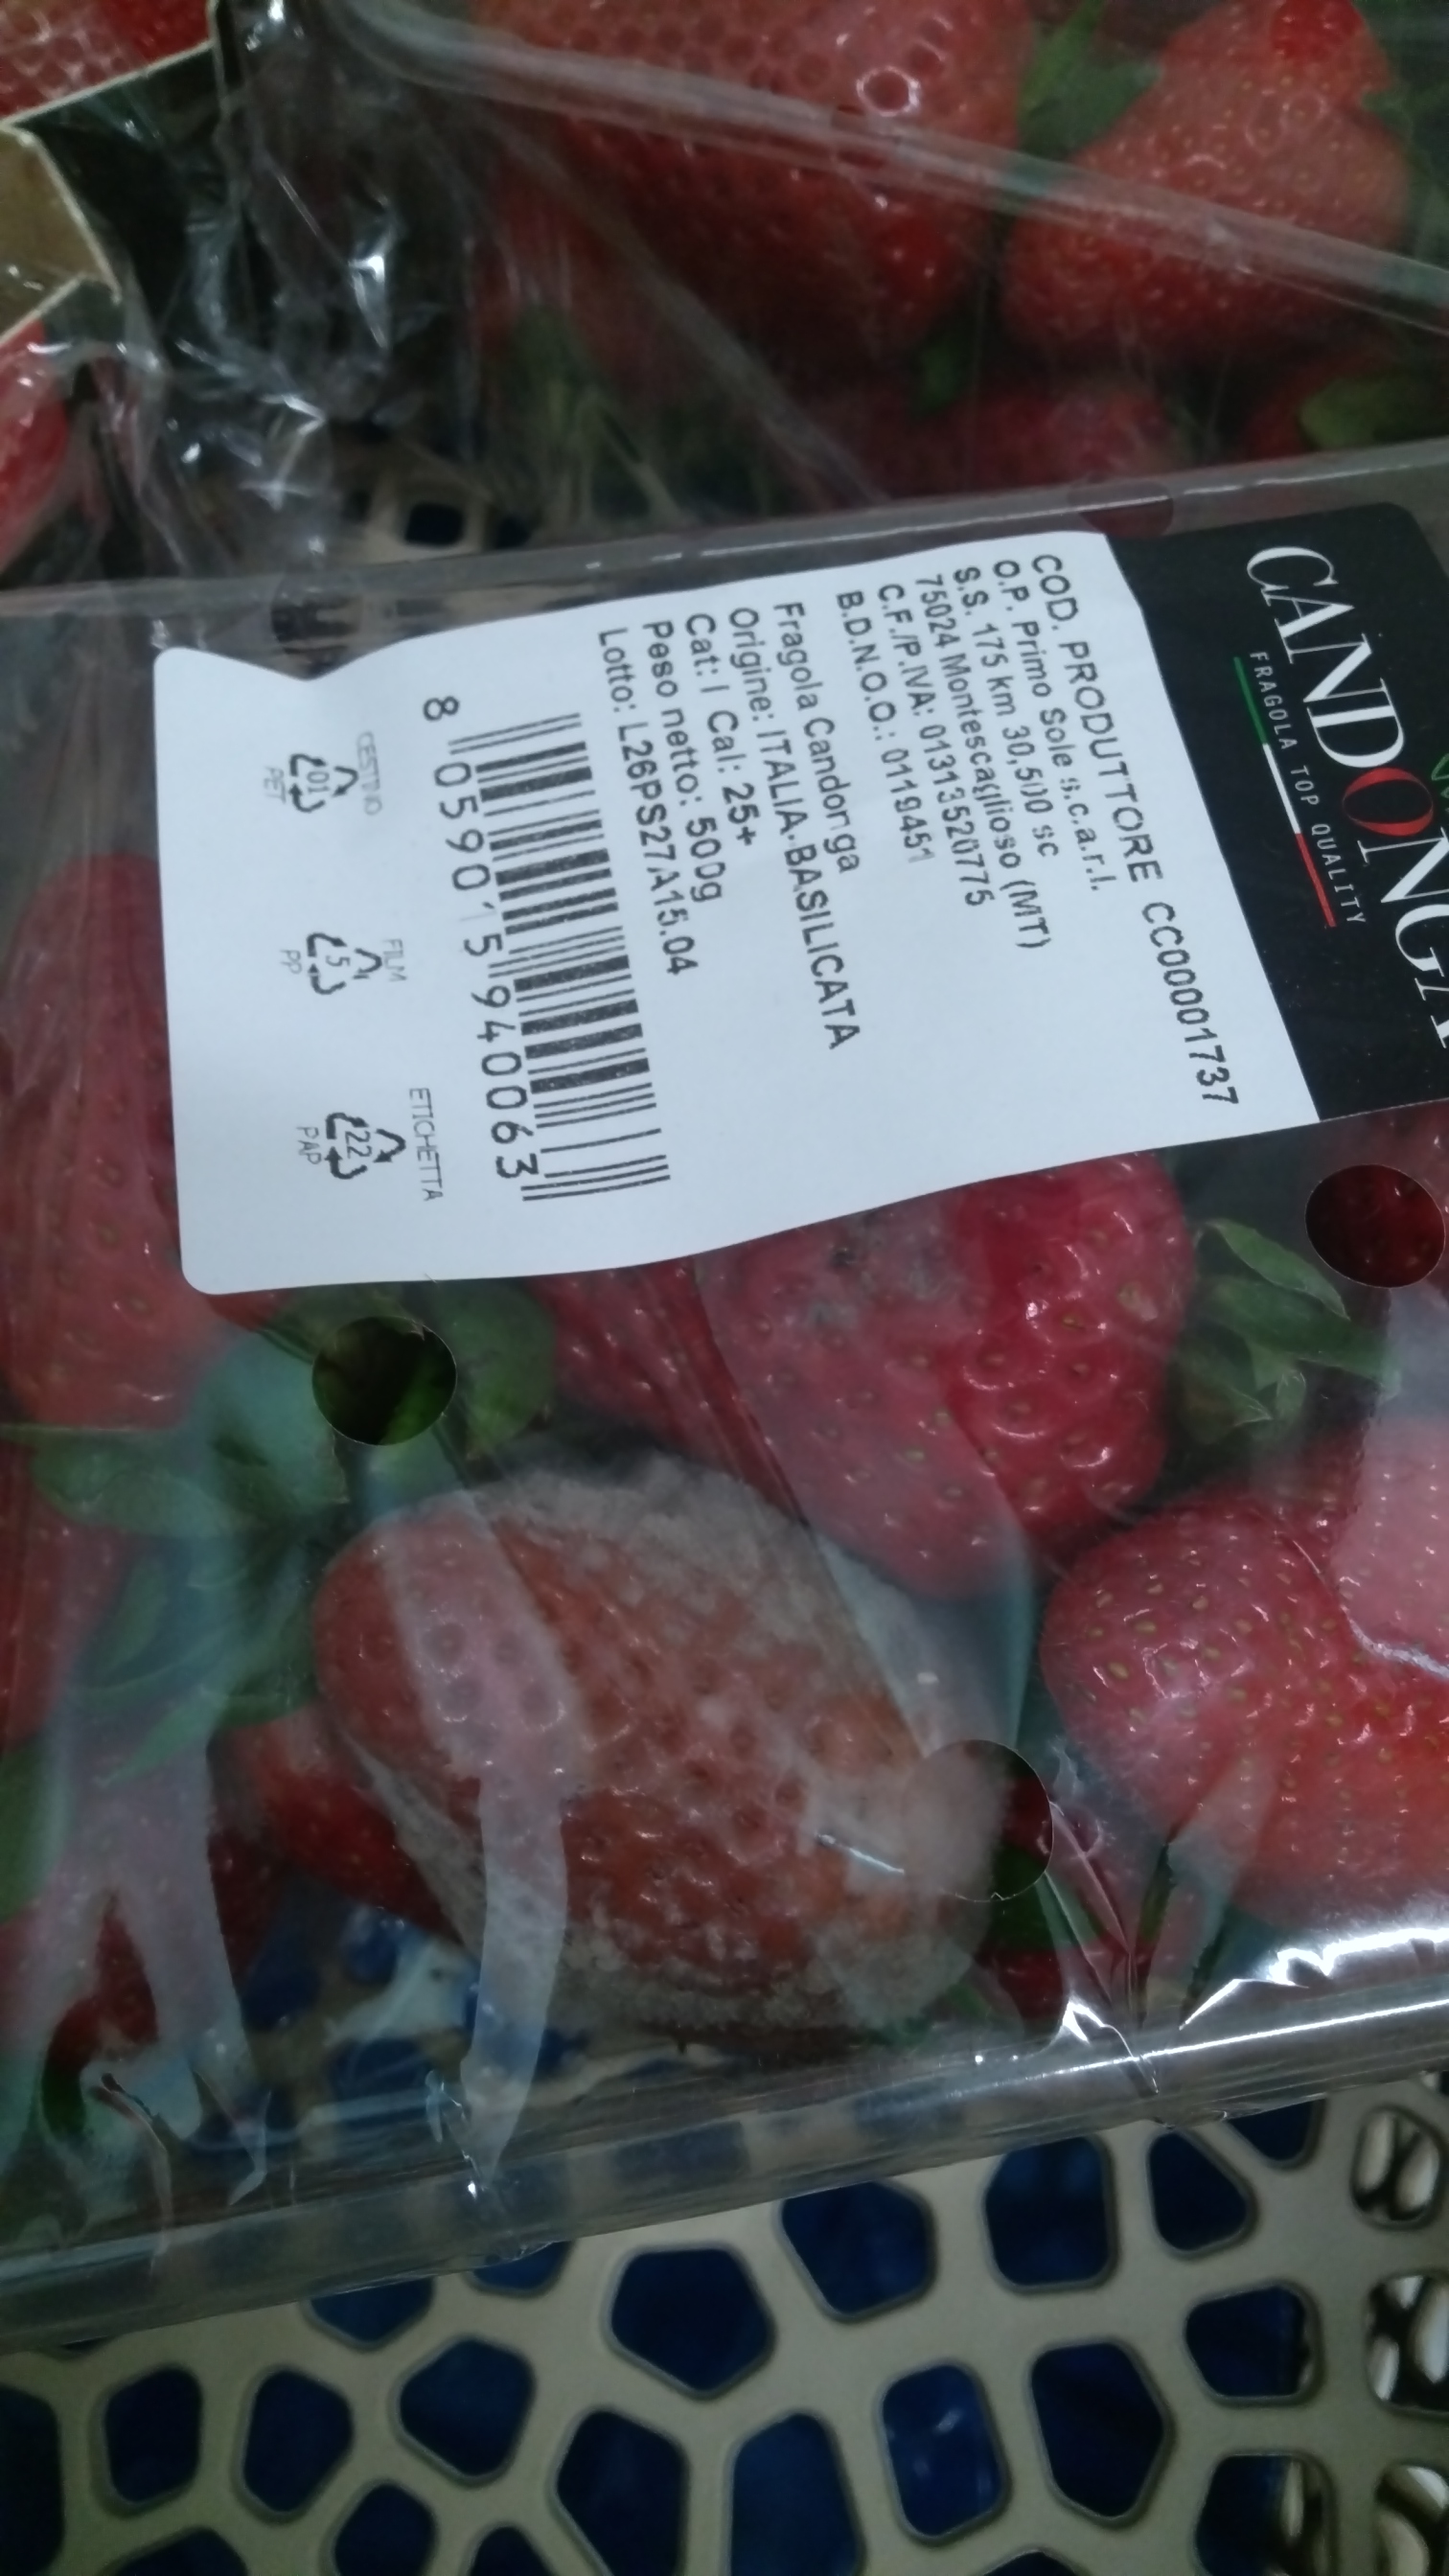 CANDONGA
FRAGOLA TOP QUALITY
COD. PRODUTTORE CC00001737
O.P. Primo Sole s.c.a.r.l.
S.S. 175 km 30,500 sc
75024 Montescaglioso (MT)
C.F./P.IVA: 01313520775
B.D.N.O.O.: 0119451
Fragola Candonga
Origine: ITALIA-BASILICATA
Cat: I Cal: 25+
Peso netto: 500g
Lotto: L26PS27A15.04
8 059015 940063
CESTINO FILM ETICHETTA
01 5 22
PET PP PAP